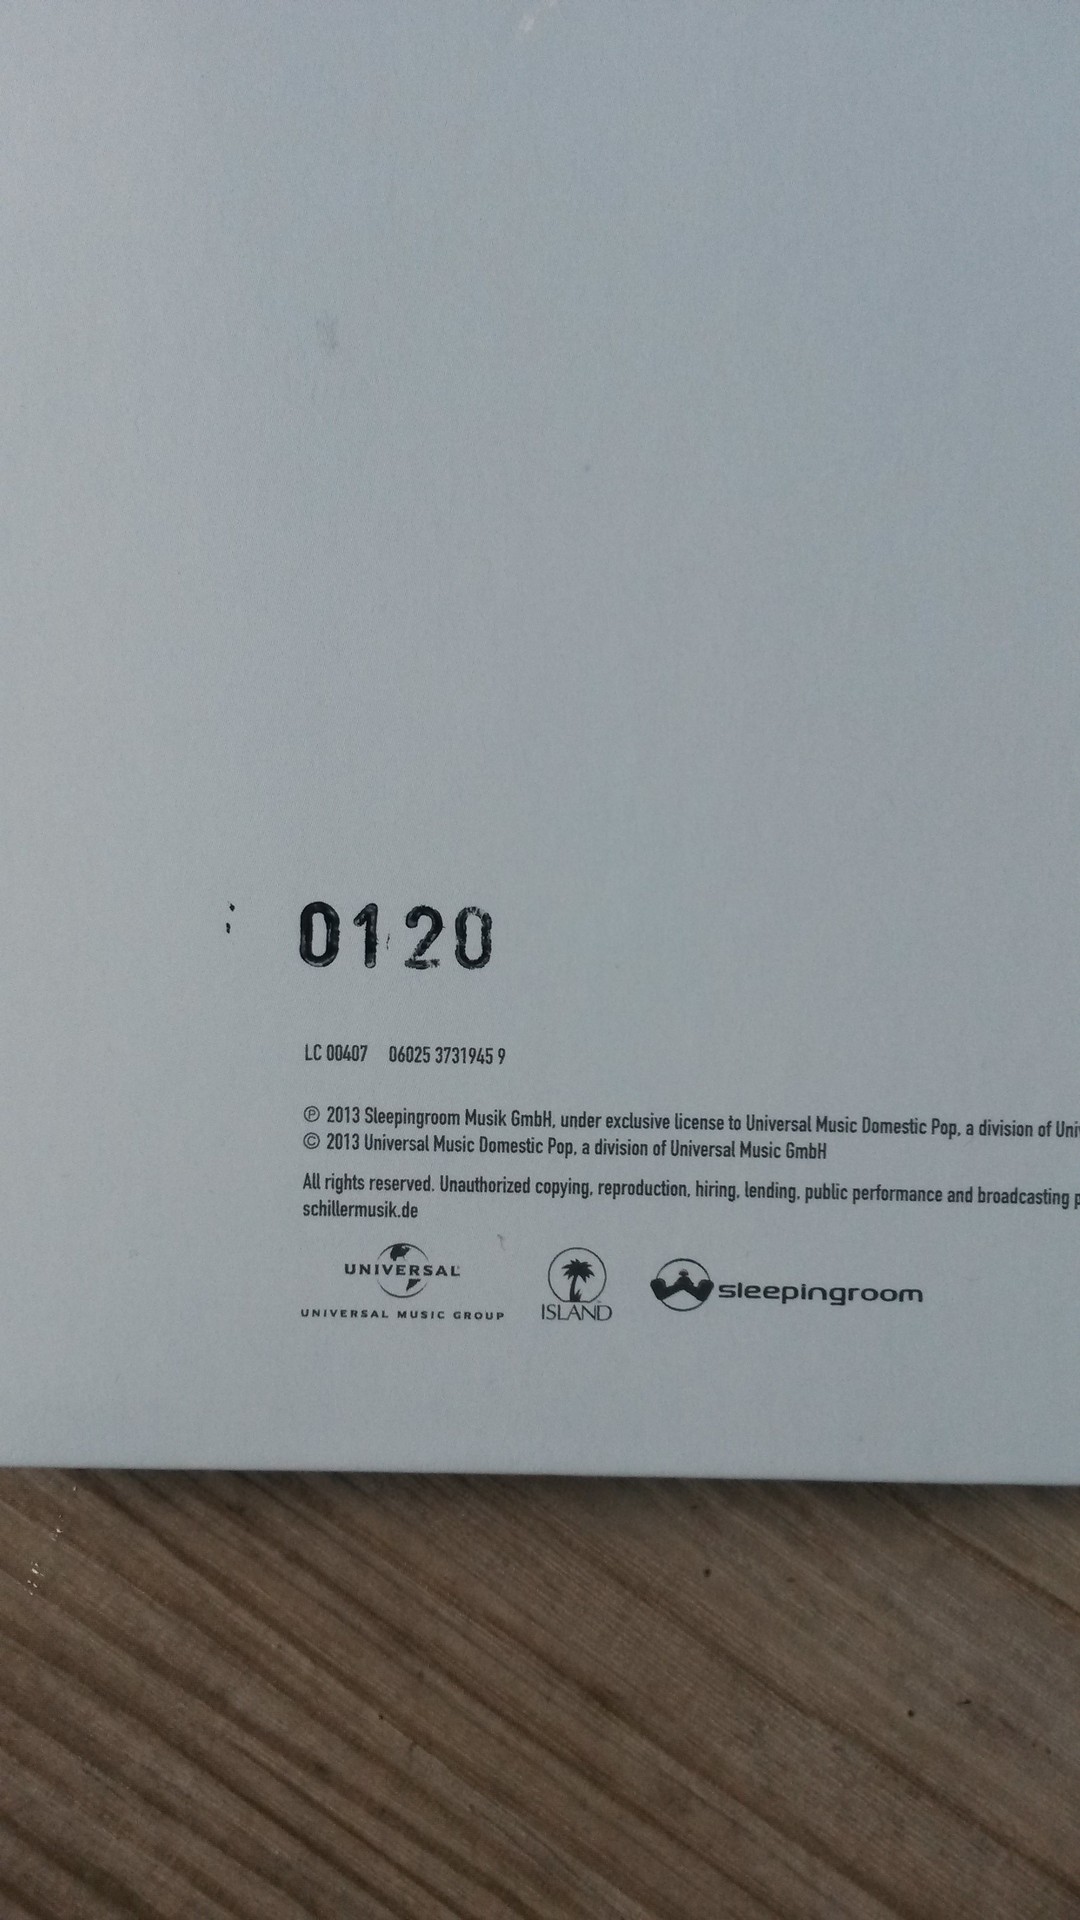 0120
LC 00407 06025 3731945 9
℗ 2013 Sleepingroom Musik GmbH, under exclusive license to Universal Music Domestic Pop, a division of
© 2013 Universal Music Domestic Pop, a division of Universal Music GmbH
All rights reserved. Unauthorized copying, reproduction, hiring, lending, public performance and broadcasting
schillermusik.de
UNIVERSAL
UNIVERSAL MUSIC GROUP
ISLAND
sleepingroom